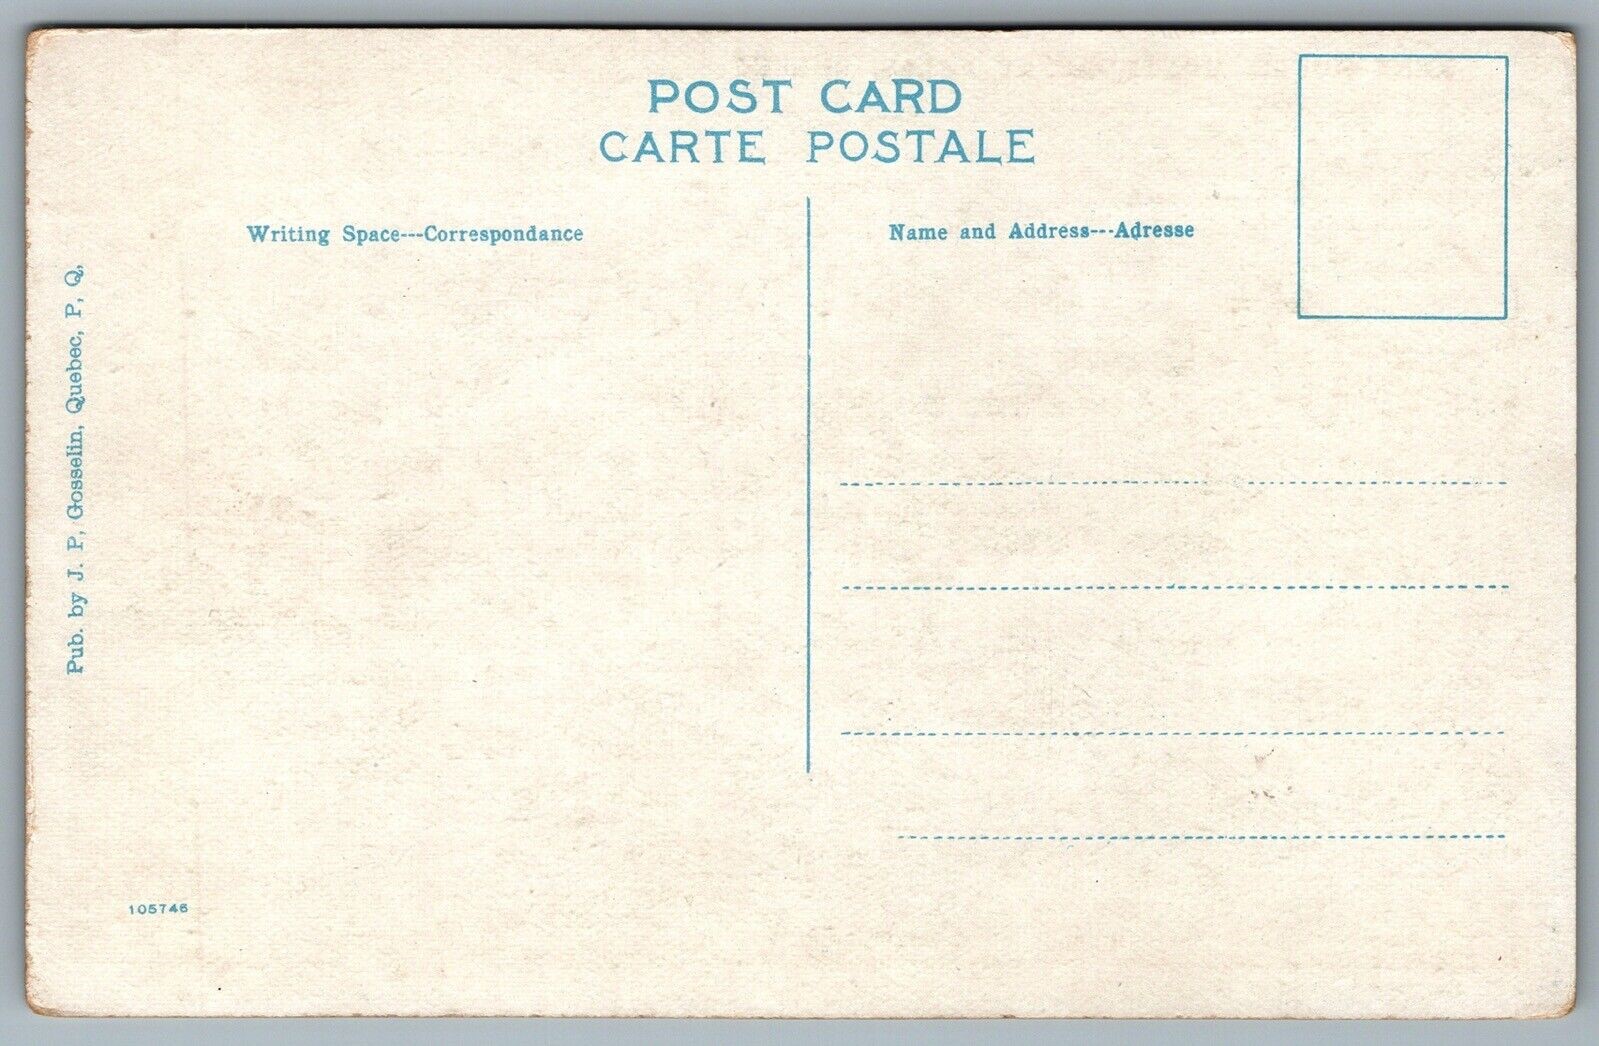 POST CARD
CARTE POSTALE
Writing Space---Correspondance
Name and Address---Adresse
Pub. by J. P, Gosselin, Quebec, P, Q,
105746